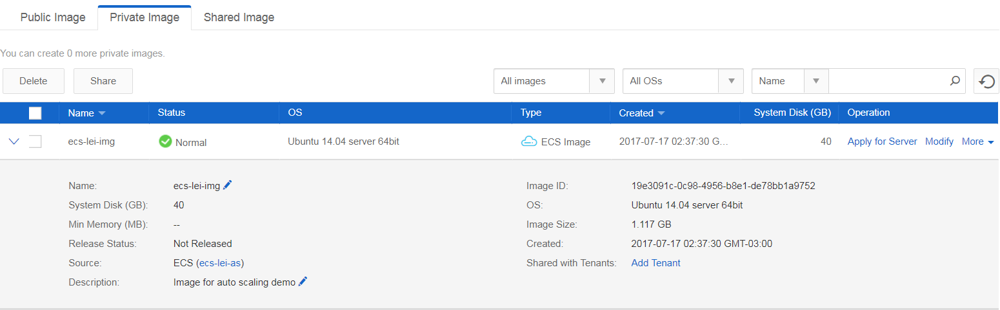 Public Image Private Image Shared Image
You can create 0 more private images.
Delete Share All images All OSs Name
Name Status OS Type Created System Disk (GB) Operation
ecs-lei-img Normal Ubuntu 14.04 server 64bit ECS Image 2017-07-17 02:37:30 G... 40 Apply for Server Modify More
Name: ecs-lei-img Image ID: 19e3091c-0c98-4956-b8e1-de78bb1a9752
System Disk (GB): 40 OS: Ubuntu 14.04 server 64bit
Min Memory (MB): -- Image Size: 1.117 GB
Release Status: Not Released Created: 2017-07-17 02:37:30 GMT-03:00
Source: ECS (ecs-lei-as) Shared with Tenants: Add Tenant
Description: Image for auto scaling demo